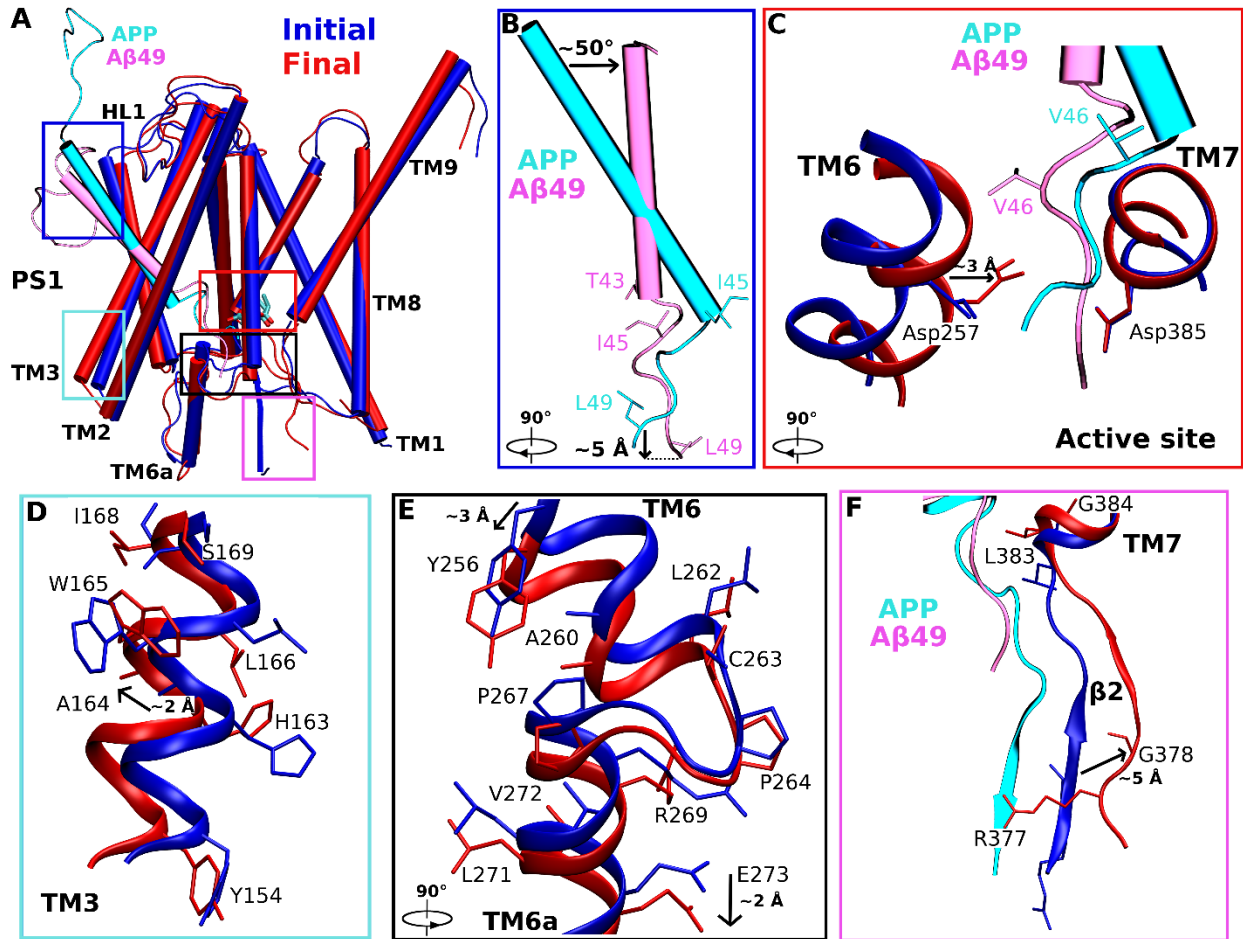 A
APP
Aβ49
Initial
Final
HL1
TM9
PS1
TM8
TM3
TM2
TM1
TM6a
B
~50°
APP
Aβ49
T43
I45
I45
L49
L49
90°
~5 Å
C
APP
Aβ49
V46
TM6
TM7
V46
~3 Å
Asp257
Asp385
90°
Active site
D
I168
S169
W165
L166
A164
~2 Å
H163
Y154
TM3
E
~3 Å
TM6
Y256
L262
A260
C263
P267
P264
V272
R269
L271
E273
90°
~2 Å
TM6a
F
G384
L383
TM7
APP
Aβ49
β2
G378
~5 Å
R377